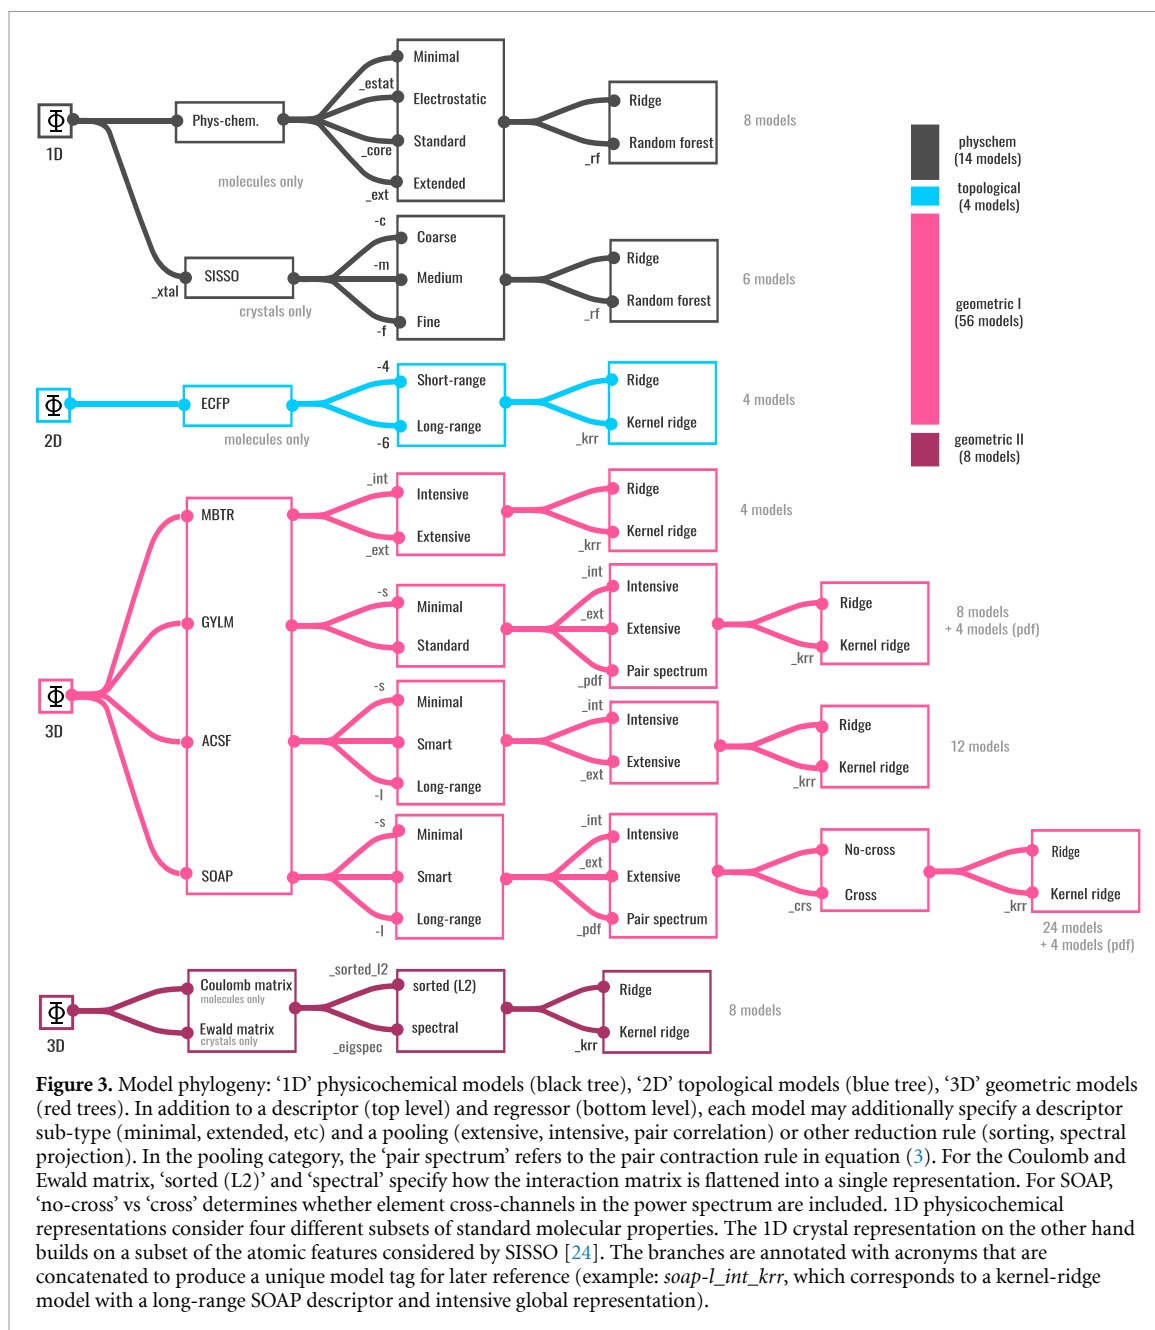 Φ
1D
Phys-chem.
molecules only
_estat
_core
_ext
Minimal
Electrostatic
Standard
Extended
_rf
Ridge
Random forest
8 models
_xtal
SISSO
crystals only
-c
-m
-f
Coarse
Medium
Fine
_rf
Ridge
Random forest
6 models
physchem
(14 models)
topological
(4 models)
geometric I
(56 models)
geometric II
(8 models)
Φ
2D
ECFP
molecules only
-4
-6
Short-range
Long-range
_krr
Ridge
Kernel ridge
4 models
Φ
3D
MBTR
GYLM
ACSF
SOAP
_int
_ext
Intensive
Extensive
_krr
Ridge
Kernel ridge
4 models
-s
Minimal
Standard
_int
_ext
_pdf
Intensive
Extensive
Pair spectrum
_krr
Ridge
Kernel ridge
8 models
+ 4 models (pdf)
-s
-l
Minimal
Smart
Long-range
_int
_ext
Intensive
Extensive
_krr
Ridge
Kernel ridge
12 models
-s
-l
Minimal
Smart
Long-range
_int
_ext
_pdf
Intensive
Extensive
Pair spectrum
_crs
No-cross
Cross
_krr
Ridge
Kernel ridge
24 models
+ 4 models (pdf)
Φ
3D
Coulomb matrix
molecules only
Ewald matrix
crystals only
_sorted_l2
_eigspec
sorted (L2)
spectral
_krr
Ridge
Kernel ridge
8 models
Figure 3. Model phylogeny: ‘1D’ physicochemical models (black tree), ‘2D’ topological models (blue tree), ‘3D’ geometric models
(red trees). In addition to a descriptor (top level) and regressor (bottom level), each model may additionally specify a descriptor
sub-type (minimal, extended, etc) and a pooling (extensive, intensive, pair correlation) or other reduction rule (sorting, spectral
projection). In the pooling category, the ‘pair spectrum’ refers to the pair contraction rule in equation (3). For the Coulomb and
Ewald matrix, ‘sorted (L2)’ and ‘spectral’ specify how the interaction matrix is flattened into a single representation. For SOAP,
‘no-cross’ vs ‘cross’ determines whether element cross-channels in the power spectrum are included. 1D physicochemical
representations consider four different subsets of standard molecular properties. The 1D crystal representation on the other hand
builds on a subset of the atomic features considered by SISSO [24]. The branches are annotated with acronyms that are
concatenated to produce a unique model tag for later reference (example: soap-l_int_krr, which corresponds to a kernel-ridge
model with a long-range SOAP descriptor and intensive global representation).